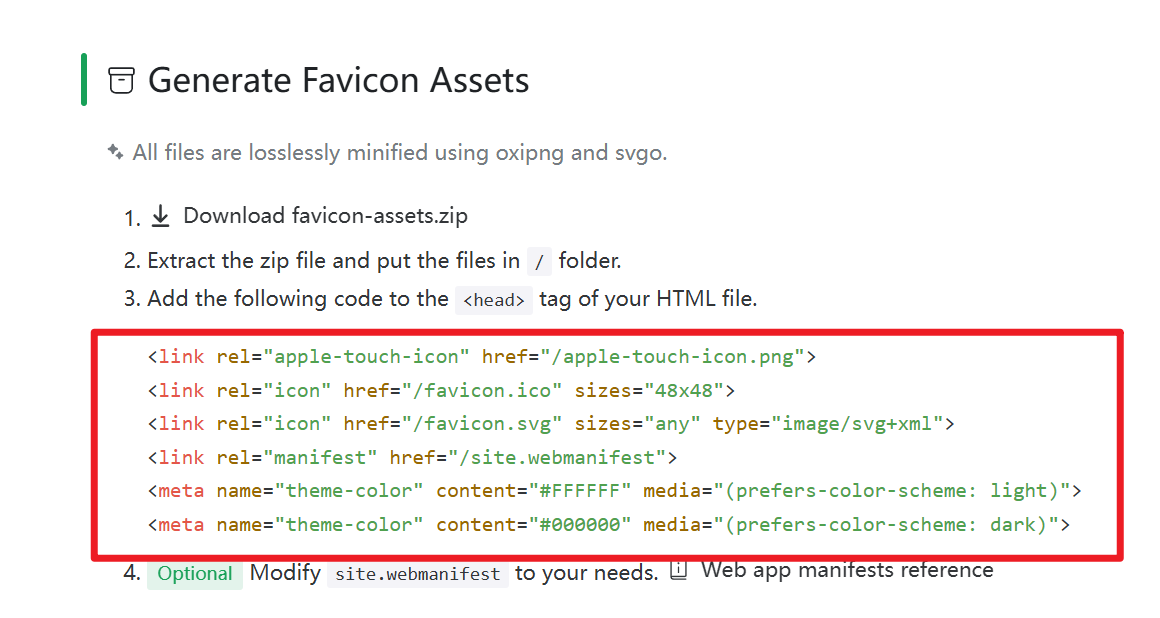 Generate Favicon Assets
All files are losslessly minified using oxipng and svgo.
1. Download favicon-assets.zip
2. Extract the zip file and put the files in / folder.
3. Add the following code to the <head> tag of your HTML file.
<link rel="apple-touch-icon" href="/apple-touch-icon.png">
<link rel="icon" href="/favicon.ico" sizes="48x48">
<link rel="icon" href="/favicon.svg" sizes="any" type="image/svg+xml">
<link rel="manifest" href="/site.webmanifest">
<meta name="theme-color" content="#FFFFFF" media="(prefers-color-scheme: light)">
<meta name="theme-color" content="#000000" media="(prefers-color-scheme: dark)">
4. Optional Modify site.webmanifest to your needs. Web app manifests reference